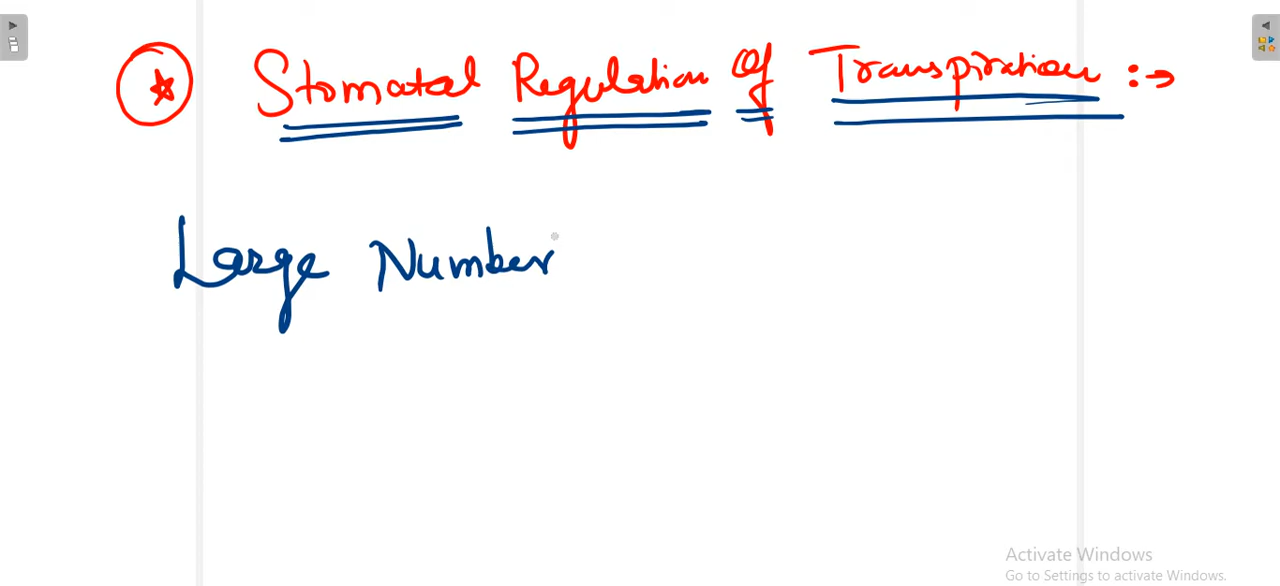 Stomatal Regulation Of Transpiration :→
Large Number
Activate Windows
Go to Settings to activate Windows.